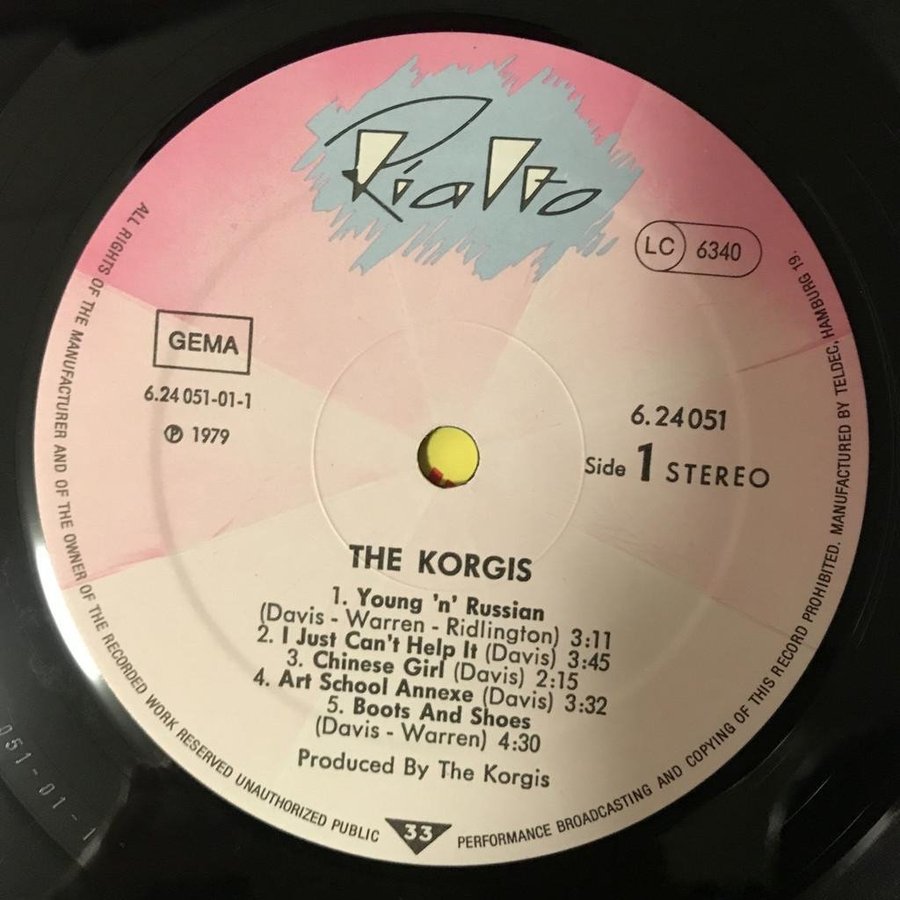 Rialto
LC 6340
GEMA
6.24 051-01-1
℗ 1979
6.24051
Side 1 STEREO
THE KORGIS
1. Young 'n' Russian
(Davis - Warren - Ridlington) 3:11
2. I Just Can't Help It (Davis) 3:45
3. Chinese Girl (Davis) 2:15
4. Art School Annexe (Davis) 3:32
5. Boots And Shoes
(Davis - Warren) 4:30
Produced By The Korgis
ALL RIGHTS OF THE MANUFACTURER AND OF THE OWNER OF THE RECORDED WORK RESERVED UNAUTHORIZED PUBLIC 33 PERFORMANCE BROADCASTING AND COPYING OF THIS RECORD PROHIBITED. MANUFACTURED BY TELDEC, HAMBURG 19.
051-01-1